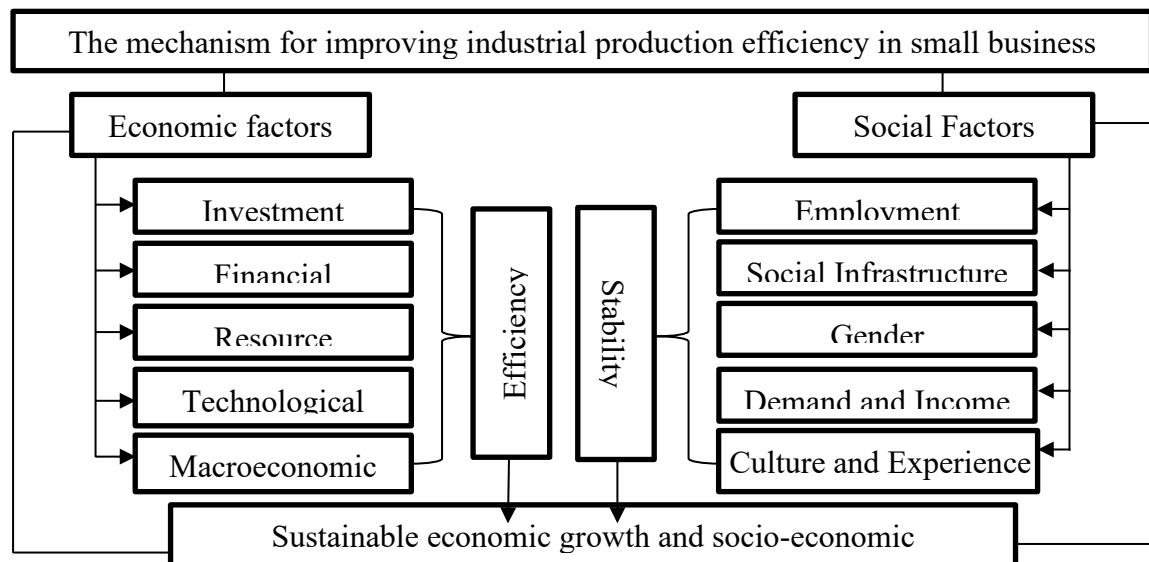 The mechanism for improving industrial production efficiency in small business
Economic factors
Social Factors
Investment
Financial
Resource
Technological
Macroeconomic
Efficiency
Stability
Employment
Social Infrastructure
Gender
Demand and Income
Culture and Experience
Sustainable economic growth and socio-economic